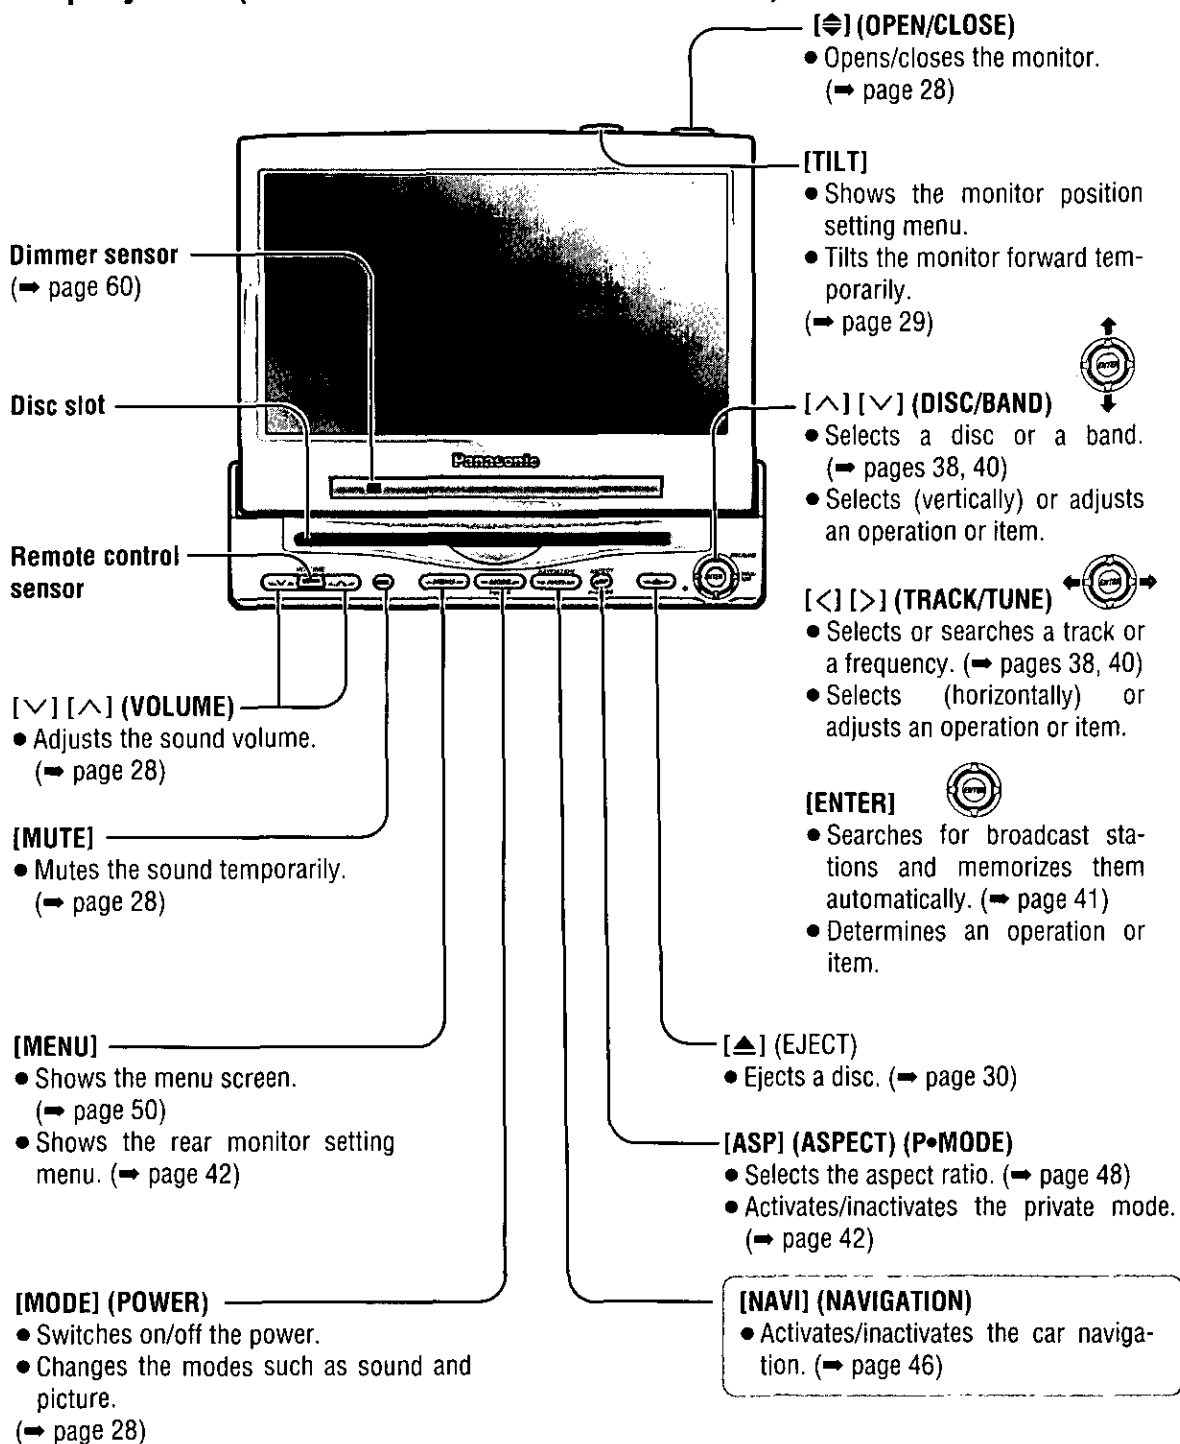 [⏏] (OPEN/CLOSE)
● Opens/closes the monitor.
(➡ page 28)
[TILT]
● Shows the monitor position
setting menu.
● Tilts the monitor forward tem-
porarily.
(➡ page 29)
Dimmer sensor
(➡ page 60)
Disc slot
Remote control
sensor
Panasonic
[∧] [∨] (DISC/BAND)
● Selects a disc or a band.
(➡ pages 38, 40)
● Selects (vertically) or adjusts
an operation or item.
[<] [>] (TRACK/TUNE)
● Selects or searches a track or
a frequency. (➡ pages 38, 40)
● Selects (horizontally) or
adjusts an operation or item.
[ENTER]
● Searches for broadcast sta-
tions and memorizes them
automatically. (➡ page 41)
● Determines an operation or
item.
[∨] [∧] (VOLUME)
● Adjusts the sound volume.
(➡ page 28)
[MUTE]
● Mutes the sound temporarily.
(➡ page 28)
[MENU]
● Shows the menu screen.
(➡ page 50)
● Shows the rear monitor setting
menu. (➡ page 42)
[MODE] (POWER)
● Switches on/off the power.
● Changes the modes such as sound and
picture.
(➡ page 28)
[⏏] (EJECT)
● Ejects a disc. (➡ page 30)
[ASP] (ASPECT) (P•MODE)
● Selects the aspect ratio. (➡ page 48)
● Activates/inactivates the private mode.
(➡ page 42)
[NAVI] (NAVIGATION)
● Activates/inactivates the car naviga-
tion. (➡ page 46)